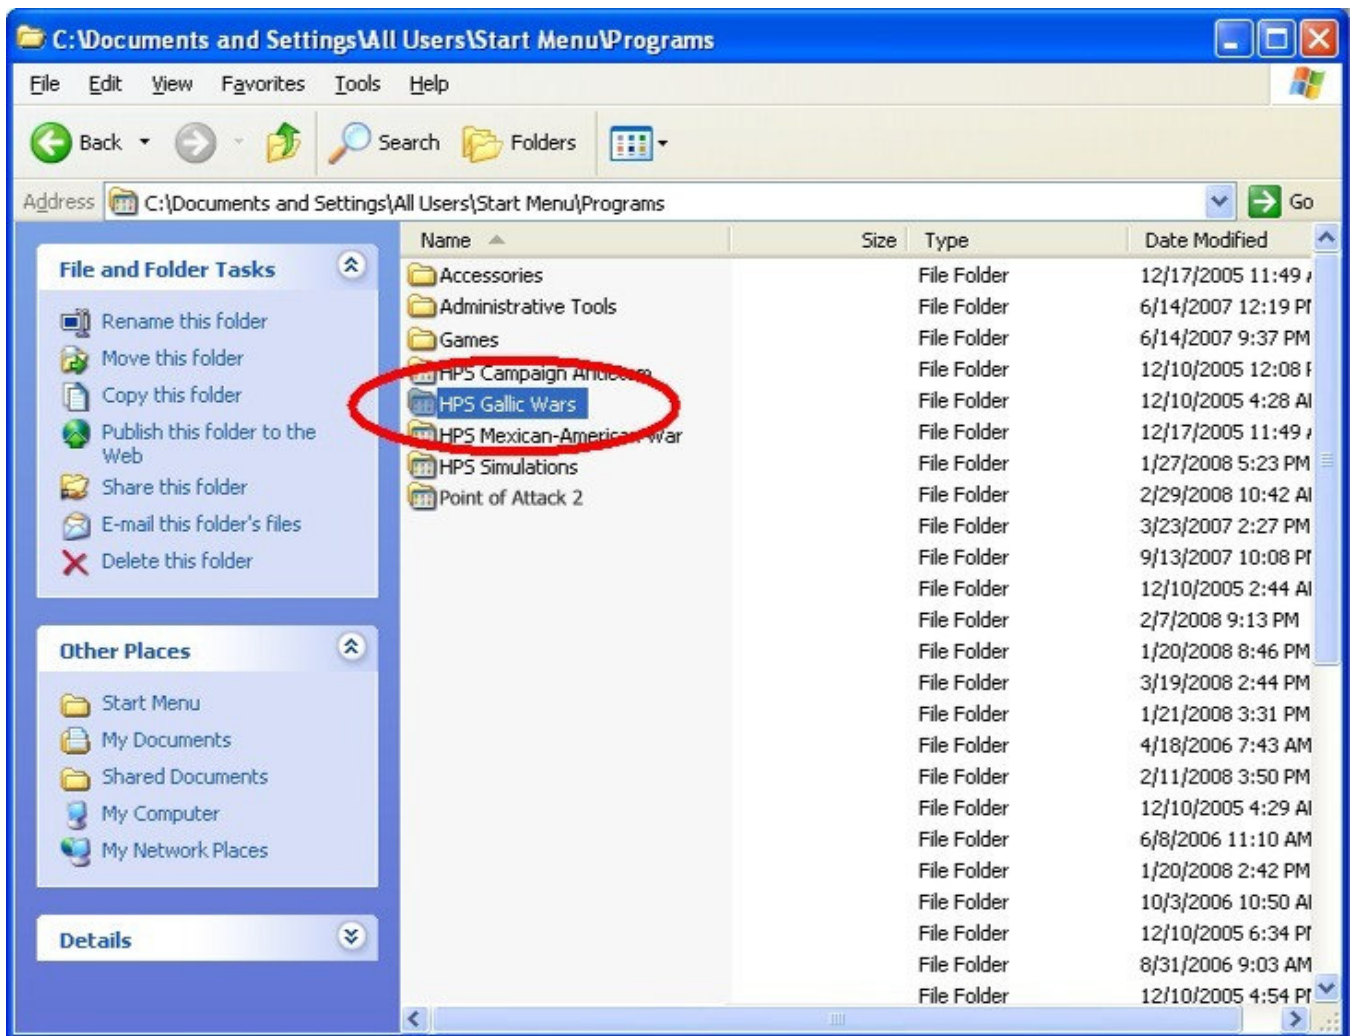 C:\Documents and Settings\All Users\Start Menu\Programs
File Edit View Favorites Tools Help
Back Search Folders
Address C:\Documents and Settings\All Users\Start Menu\Programs Go
File and Folder Tasks
Rename this folder
Move this folder
Copy this folder
Publish this folder to the
Web
Share this folder
E-mail this folder's files
Delete this folder
Other Places
Start Menu
My Documents
Shared Documents
My Computer
My Network Places
Details
Name Size Type Date Modified
Accessories File Folder 12/17/2005 11:49
Administrative Tools File Folder 6/14/2007 12:19
Games File Folder 6/14/2007 9:37 PM
HPS Campaign Antietam File Folder 12/10/2005 12:08
HPS Gallic Wars File Folder 12/10/2005 4:28
HPS Mexican-American War File Folder 12/17/2005 11:49
HPS Simulations File Folder 1/27/2008 5:23 PM
Point of Attack 2 File Folder 2/29/2008 10:42
File Folder 3/23/2007 2:27 PM
File Folder 9/13/2007 10:08
File Folder 12/10/2005 2:44
File Folder 2/7/2008 9:13 PM
File Folder 1/20/2008 8:46 PM
File Folder 3/19/2008 2:44 PM
File Folder 1/21/2008 3:31 PM
File Folder 4/18/2006 7:43 AM
File Folder 2/11/2008 3:50 PM
File Folder 12/10/2005 4:29
File Folder 6/8/2006 11:10 AM
File Folder 1/20/2008 2:42 PM
File Folder 10/3/2006 10:50
File Folder 12/10/2005 6:34
File Folder 8/31/2006 9:03 AM
File Folder 12/10/2005 4:54